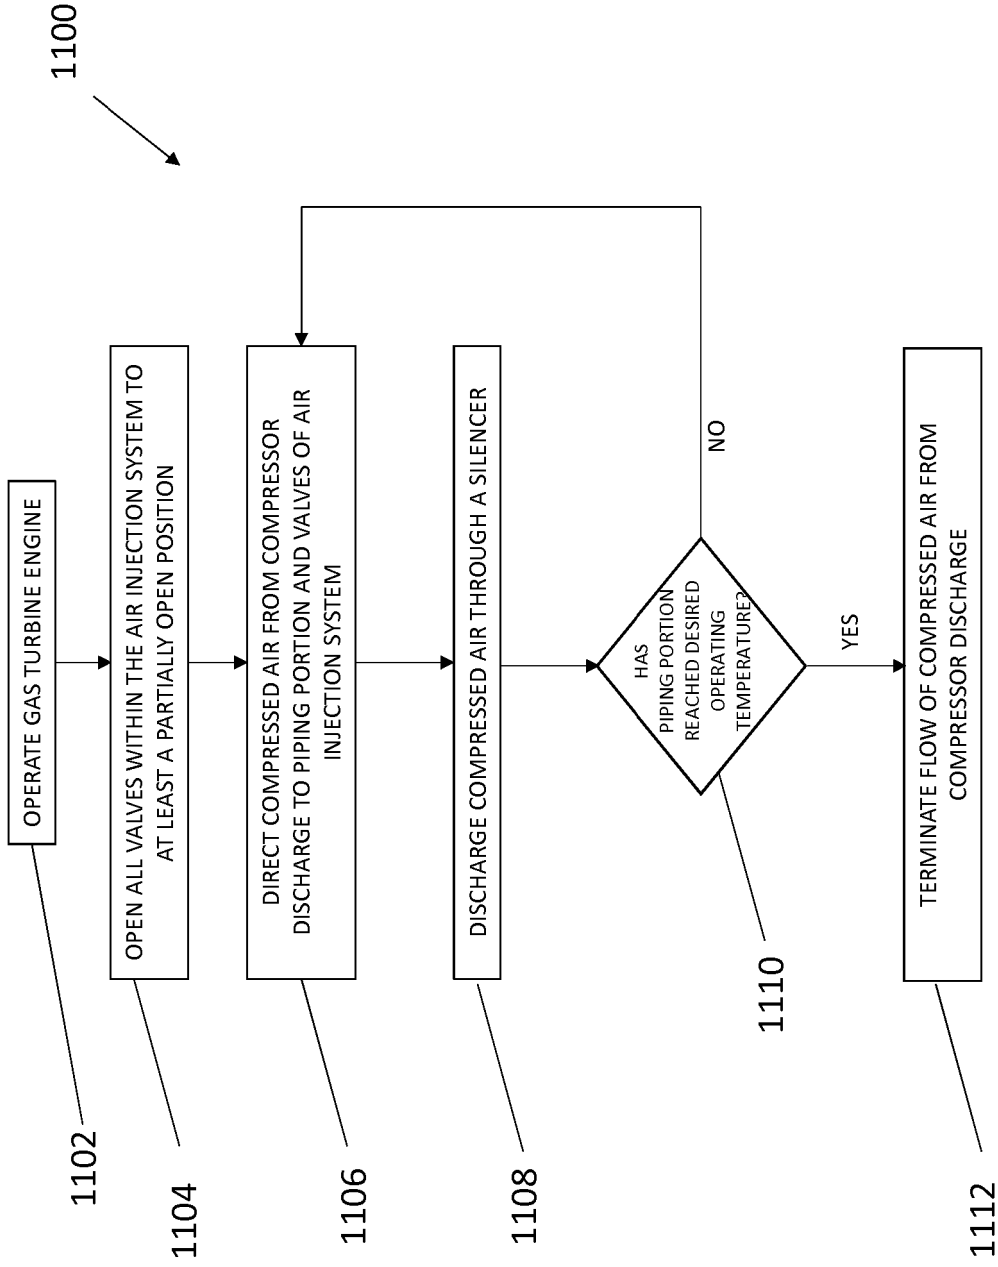 1100
OPERATE GAS TURBINE ENGINE
1102
OPEN ALL VALVES WITHIN THE AIR INJECTION SYSTEM TO
AT LEAST A PARTIALLY OPEN POSITION
1104
DIRECT COMPRESSED AIR FROM COMPRESSOR
DISCHARGE TO PIPING PORTION AND VALVES OF AIR
INJECTION SYSTEM
1106
DISCHARGE COMPRESSED AIR THROUGH A SILENCER
1108
HAS
PIPING PORTION
REACHED DESIRED
OPERATING
TEMPERATURE?
1110
NO
YES
TERMINATE FLOW OF COMPRESSED AIR FROM
COMPRESSOR DISCHARGE
1112